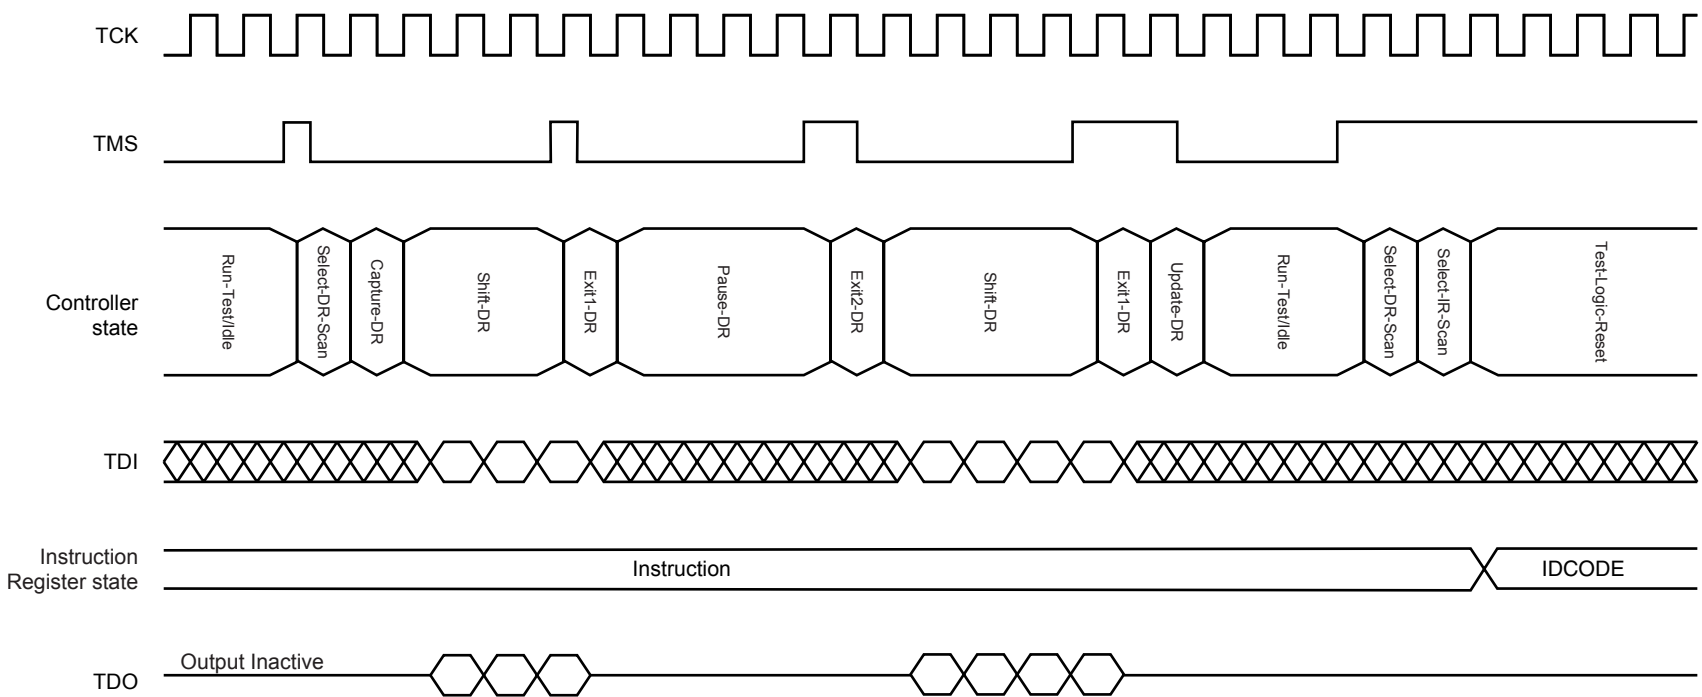 TCK
TMS
Controller
state
Run-Test/Idle
Select-DR-Scan
Capture-DR
Shift-DR
Exit1-DR
Pause-DR
Exit2-DR
Shift-DR
Exit1-DR
Update-DR
Run-Test/Idle
Select-DR-Scan
Select-IR-Scan
Test-Logic-Reset
TDI
Instruction
Register state
Instruction
IDCODE
TDO
Output Inactive